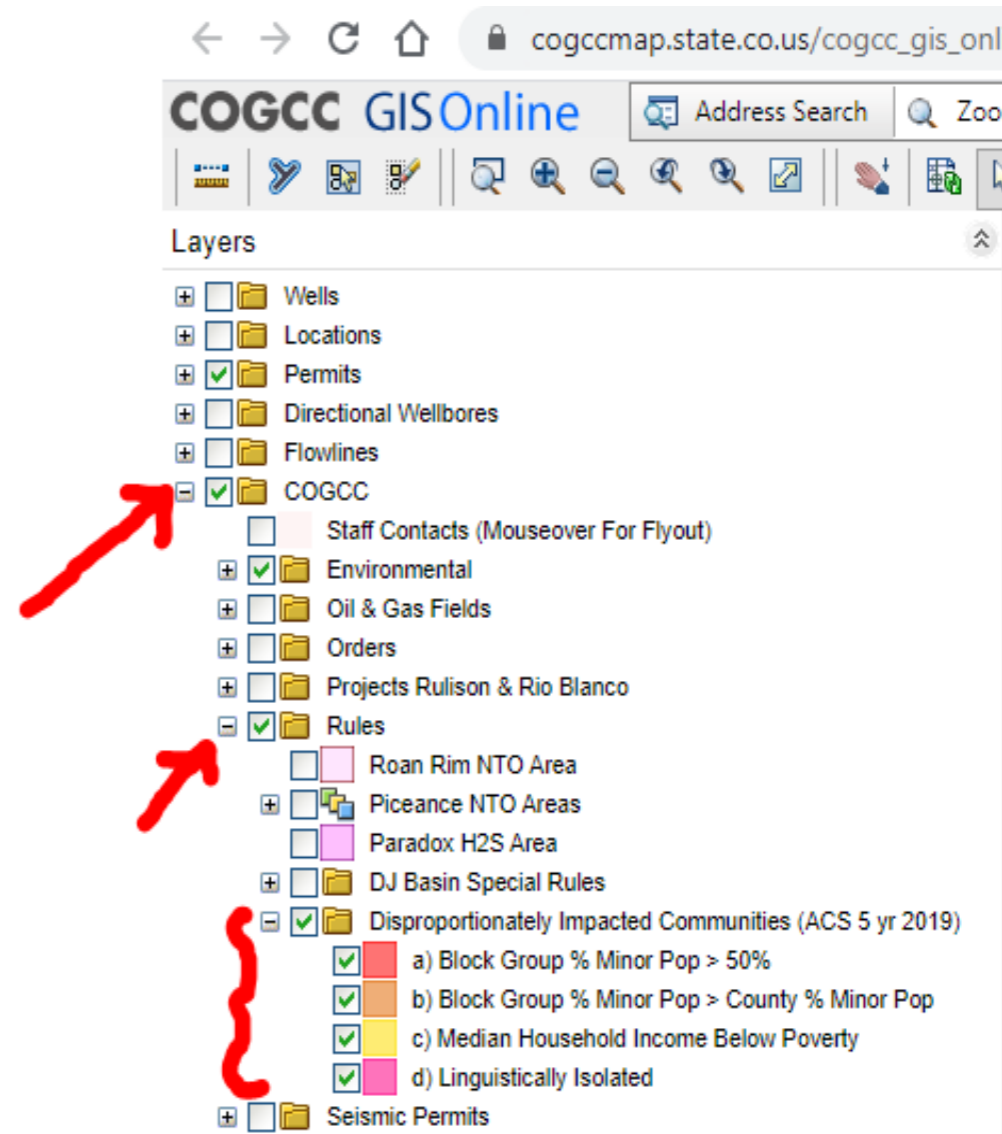 cogccmap.state.co.us/cogcc_gis_onl
COGCC GISOnline Address Search Zoo
Layers
Wells
Locations
Permits
Directional Wellbores
Flowlines
COGCC
Staff Contacts (Mouseover For Flyout)
Environmental
Oil & Gas Fields
Orders
Projects Rulison & Rio Blanco
Rules
Roan Rim NTO Area
Piceance NTO Areas
Paradox H2S Area
DJ Basin Special Rules
Disproportionately Impacted Communities (ACS 5 yr 2019)
a) Block Group % Minor Pop > 50%
b) Block Group % Minor Pop > County % Minor Pop
c) Median Household Income Below Poverty
d) Linguistically Isolated
Seismic Permits